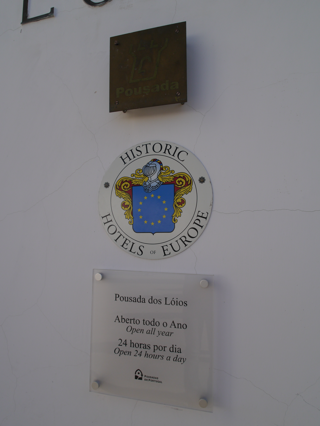 Pousada
HISTORIC
HOTELS OF EUROPE
Pousada dos Lóios
Aberto todo o Ano
Open all year
24 horas por dia
Open 24 hours a day